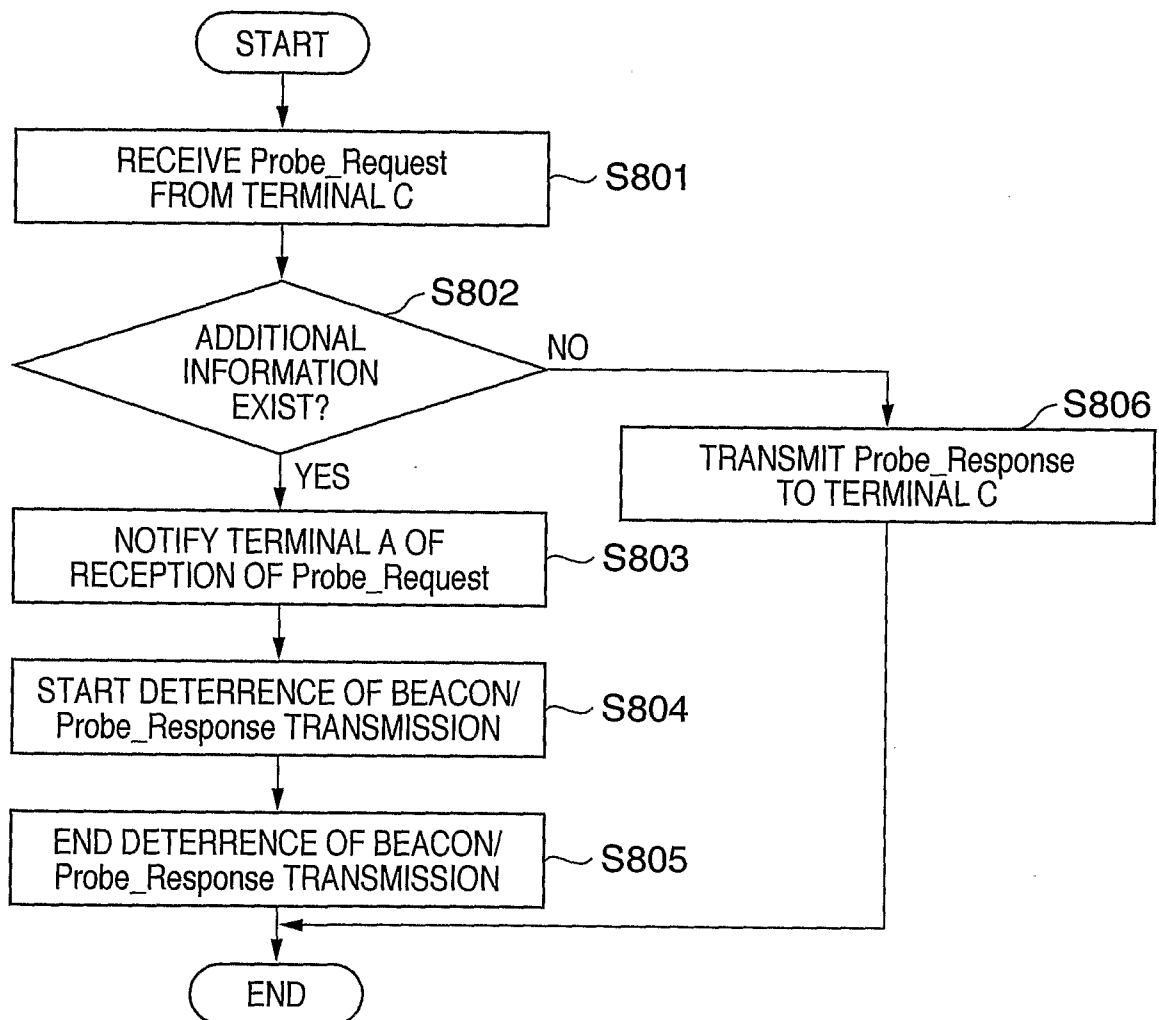 START
RECEIVE Probe_Request
FROM TERMINAL C
S801
S802
ADDITIONAL
INFORMATION
EXIST?
NO
YES
S806
TRANSMIT Probe_Response
TO TERMINAL C
NOTIFY TERMINAL A OF
RECEPTION OF Probe_Request
S803
START DETERRENCE OF BEACON/
Probe_Response TRANSMISSION
S804
END DETERRENCE OF BEACON/
Probe_Response TRANSMISSION
S805
END